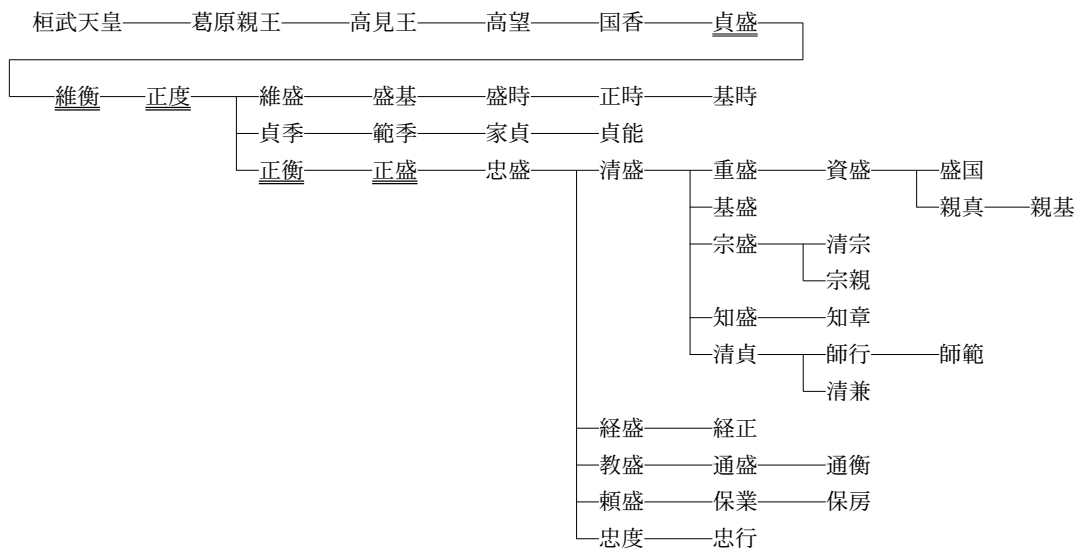 桓武天皇 葛原親王 高見王 高望 国香 貞盛
維衡 正度 維盛 盛基 盛時 正時 基時
貞季 範季 家貞 貞能
正衡 正盛 忠盛 清盛 重盛 資盛 盛国
基盛 親真 親基
宗盛 清宗
宗親
知盛 知章
清貞 師行 師範
清兼
経盛 経正
教盛 通盛 通衡
頼盛 保業 保房
忠度 忠行